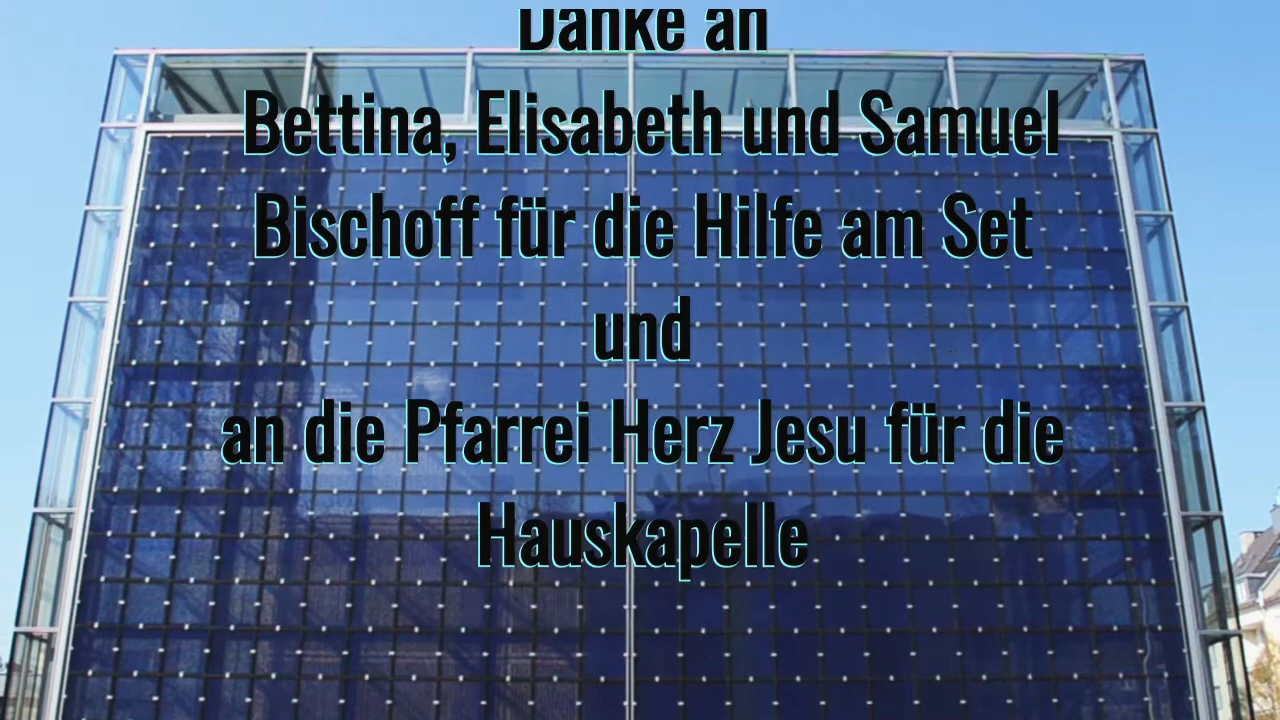 Danke an
Bettina, Elisabeth und Samuel
Bischoff für die Hilfe am Set
und
an die Pfarrei Herz Jesu für die
Hauskapelle